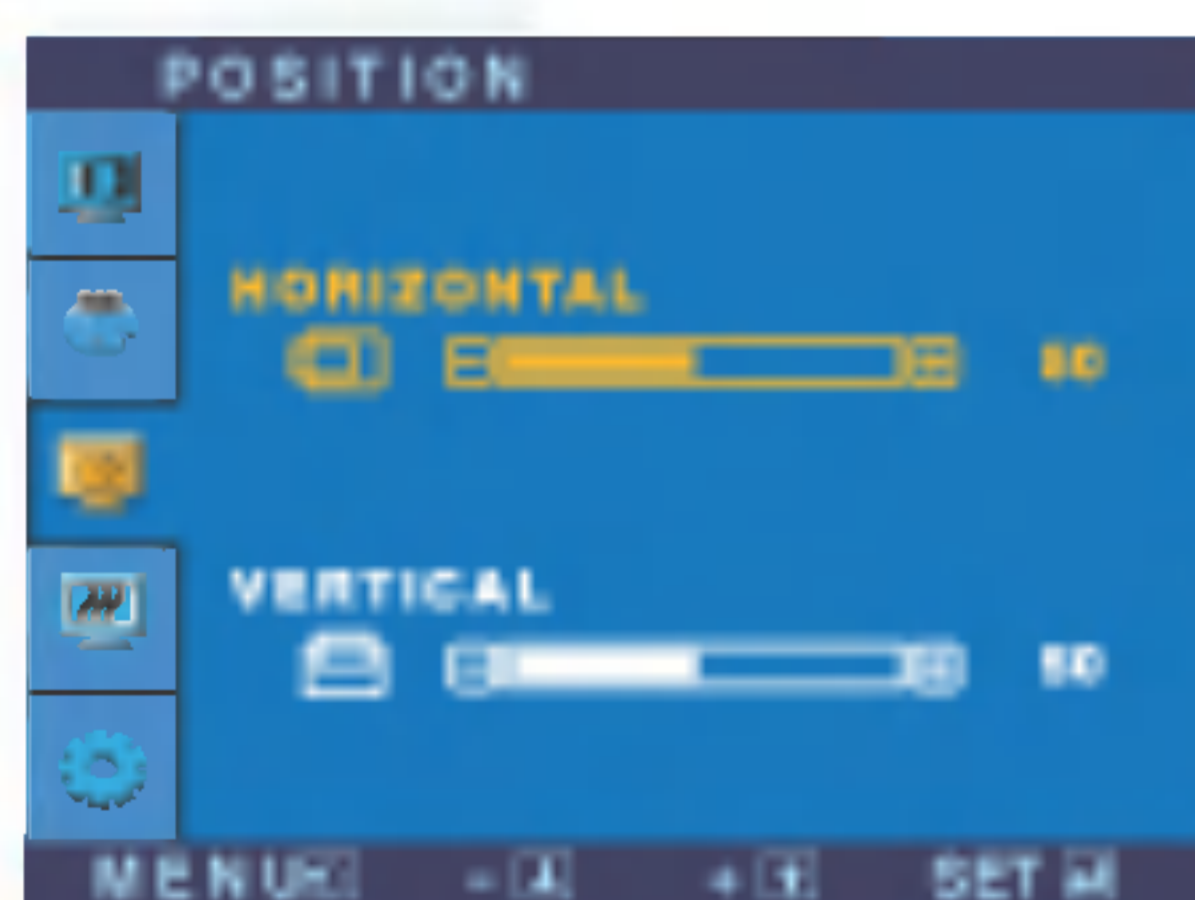 POSITION
HORIZONTAL
50
VERTICAL
50
MENU - + SET